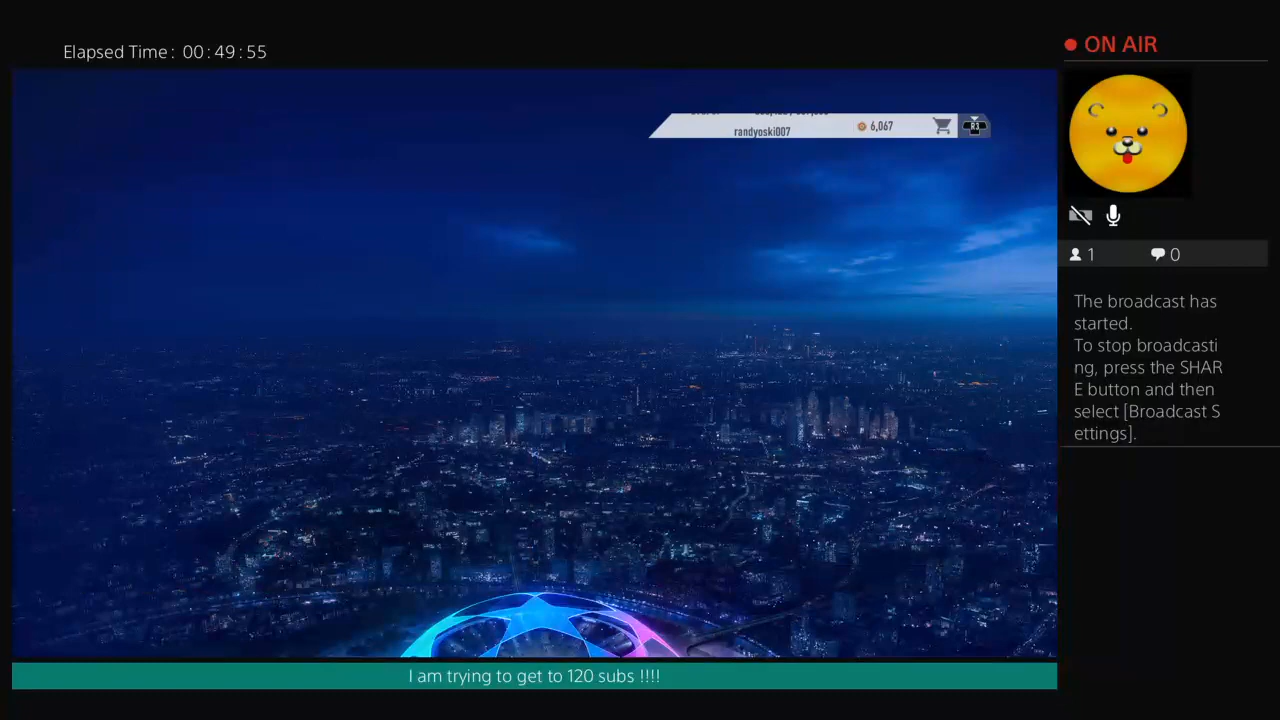 Elapsed Time: 00:49:55
ON AIR
randyoski007
6,067
R3
1
0
The broadcast has
started.
To stop broadcasti
ng, press the SHAR
E button and then
select [Broadcast S
ettings].
I am trying to get to 120 subs !!!!